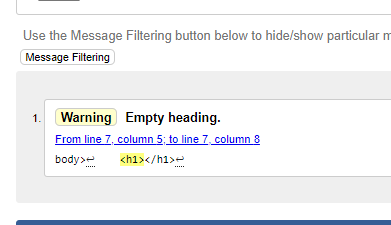 Use the Message Filtering button below to hide/show particular
Message Filtering
1. Warning Empty heading.
From line 7, column 5; to line 7, column 8
body>↩ <h1></h1>↩